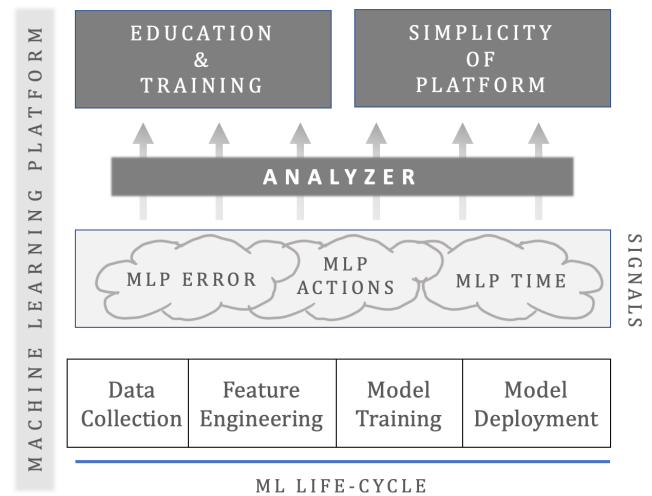 MACHINE LEARNING PLATFORM
EDUCATION
&
TRAINING
SIMPLICITY
OF
PLATFORM
ANALYZER
MLP ERROR
MLP
ACTIONS
MLP TIME
SIGNALS
Data
Collection
Feature
Engineering
Model
Training
Model
Deployment
ML LIFE-CYCLE